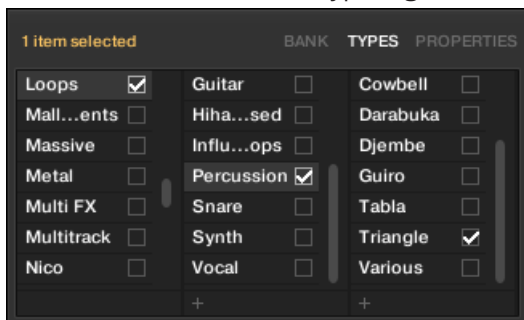 1 item selected BANK TYPES PROPERTIES
Loops Guitar Cowbell
Mall...ents Hiha...sed Darabuka
Massive Influ...ops Djembe
Metal Percussion Guiro
Multi FX Snare Tabla
Multitrack Synth Triangle
Nico Vocal Various
+ +